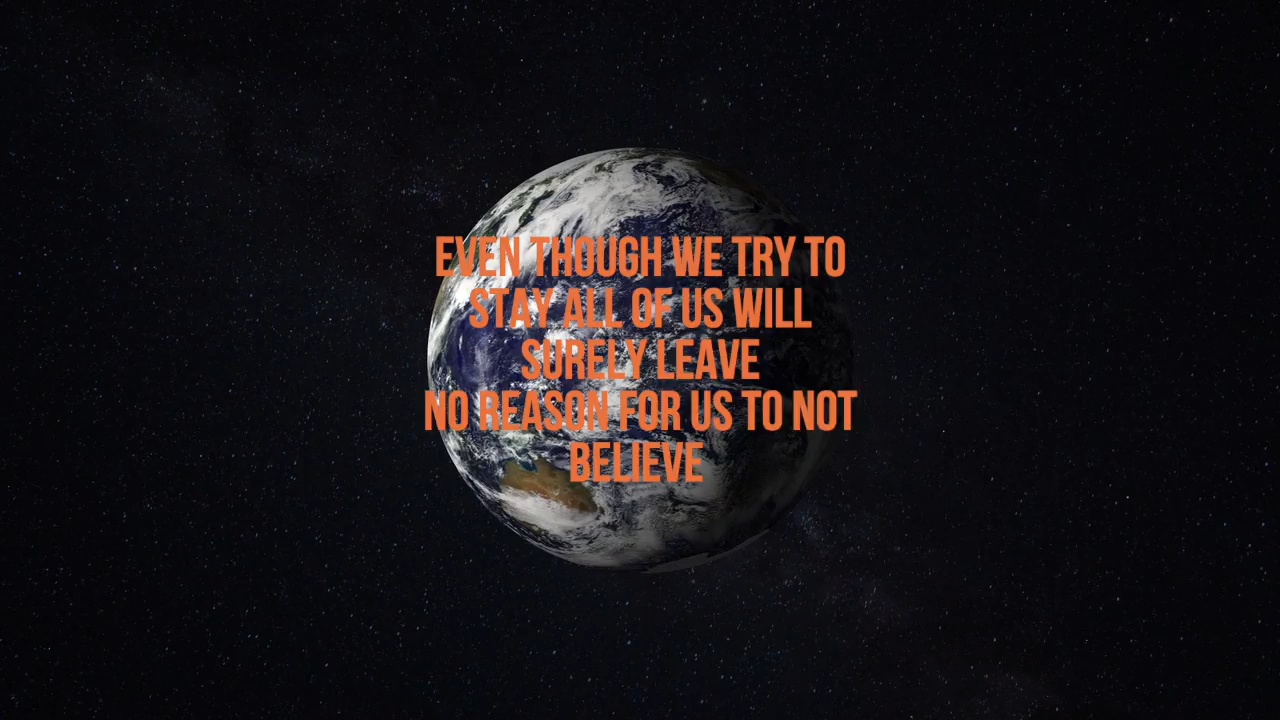 EVEN THOUGH WE TRY TO
STAY ALL OF US WILL
SURELY LEAVE
NO REASON FOR US TO NOT
BELIEVE